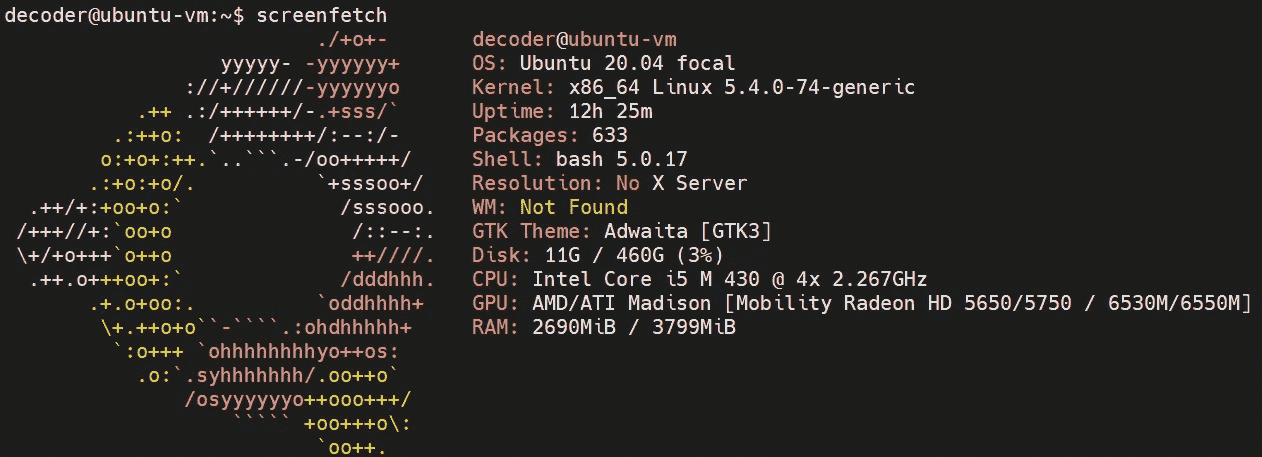 decoder@ubuntu-vm:~$ screenfetch
                          ./+o+-       decoder@ubuntu-vm
                  yyyyy- -yyyyyy+      OS: Ubuntu 20.04 focal
               ://+//////-yyyyyyo      Kernel: x86_64 Linux 5.4.0-74-generic
           .++ .:/++++++/-.+sss/`      Uptime: 12h 25m
         .:++o:  /++++++++/:--:/-      Packages: 633
        o:+o+:++.`..```.-/oo+++++/     Shell: bash 5.0.17
       .:+o:+o/.          `+sssoo+/    Resolution: No X Server
  .++/+:+oo+o:`             /sssooo.   WM: Not Found
 /+++//+:`oo+o               /::--:.   GTK Theme: Adwaita [GTK3]
 \+/+o+++`o++o               ++////.   Disk: 11G / 460G (3%)
  .++.o+++oo+:`             /dddhhh.   CPU: Intel Core i5 M 430 @ 4x 2.267GHz
       .+.o+oo:.          `oddhhhh+    GPU: AMD/ATI Madison [Mobility Radeon HD 5650/5750 / 6530M/6550M]
        \+.++o+o``-````.:ohdhhhhh+     RAM: 2690MiB / 3799MiB
         `:o+++ `ohhhhhhhhyo++os:
           .o:`.syhhhhhhh/.oo++o`
               /osyyyyyyo++ooo+++/
                   ````` +oo+++o\:
                          `oo++.